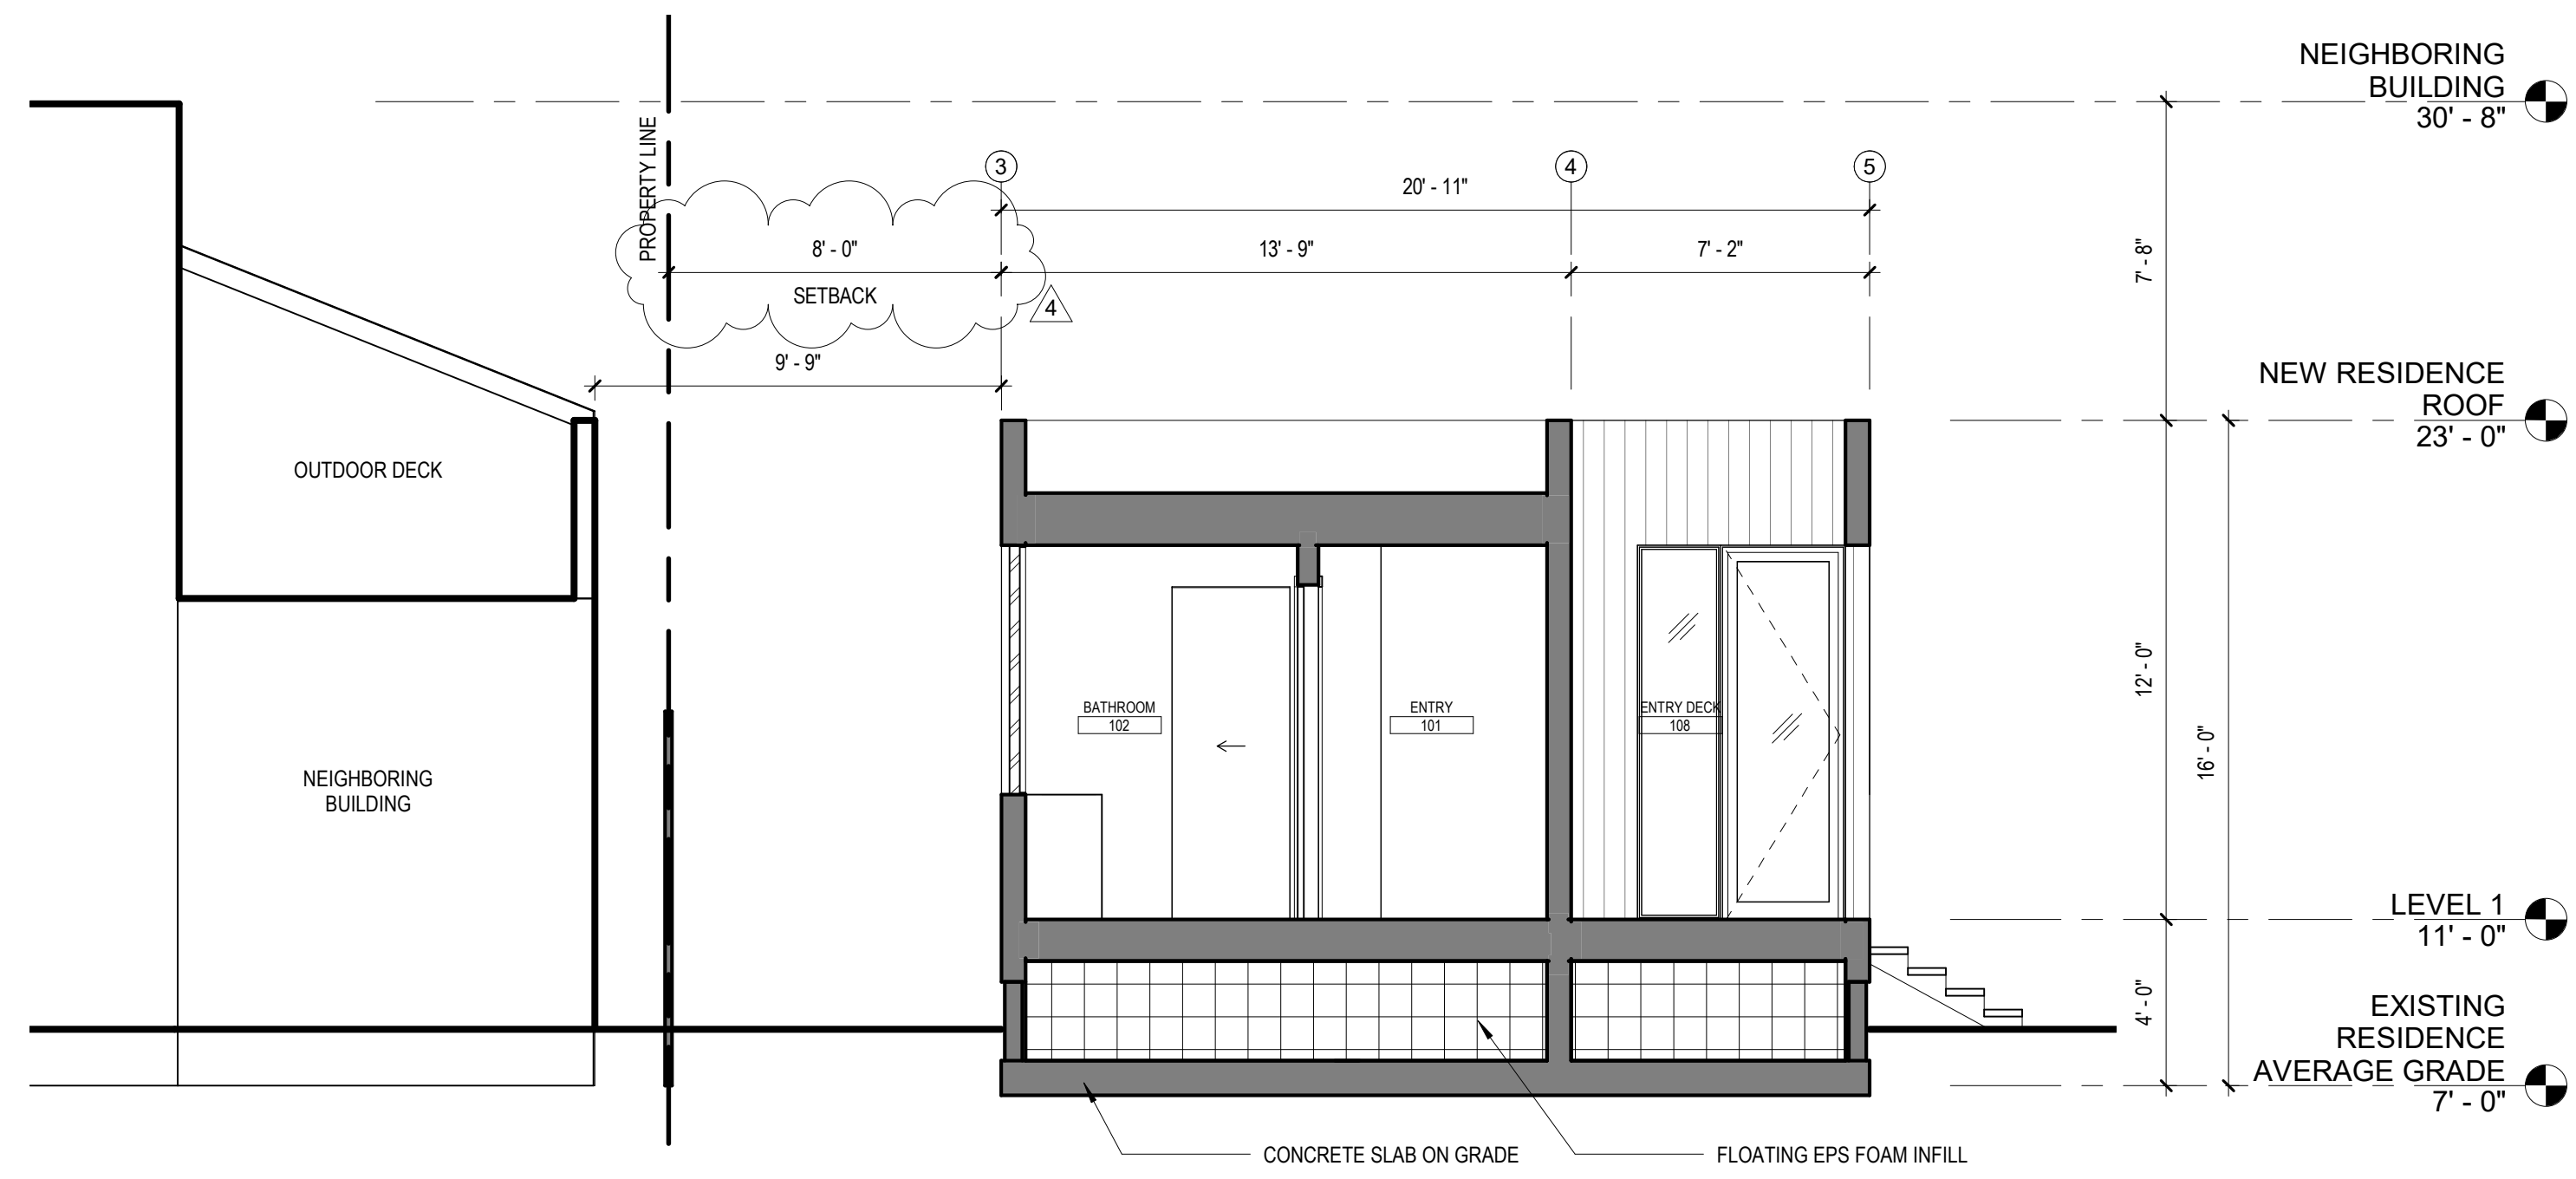 NEIGHBORING
BUILDING
30' - 8"
PROPERTY LINE
3
4
5
20' - 11"
8' - 0"
13' - 9"
7' - 2"
7' - 8"
SETBACK
4
9' - 9"
NEW RESIDENCE
ROOF
23' - 0"
OUTDOOR DECK
12' - 0"
BATHROOM
102
ENTRY
101
ENTRY DECK
108
16' - 0"
NEIGHBORING
BUILDING
LEVEL 1
11' - 0"
4' - 0"
EXISTING
RESIDENCE
AVERAGE GRADE
7' - 0"
CONCRETE SLAB ON GRADE
FLOATING EPS FOAM INFILL